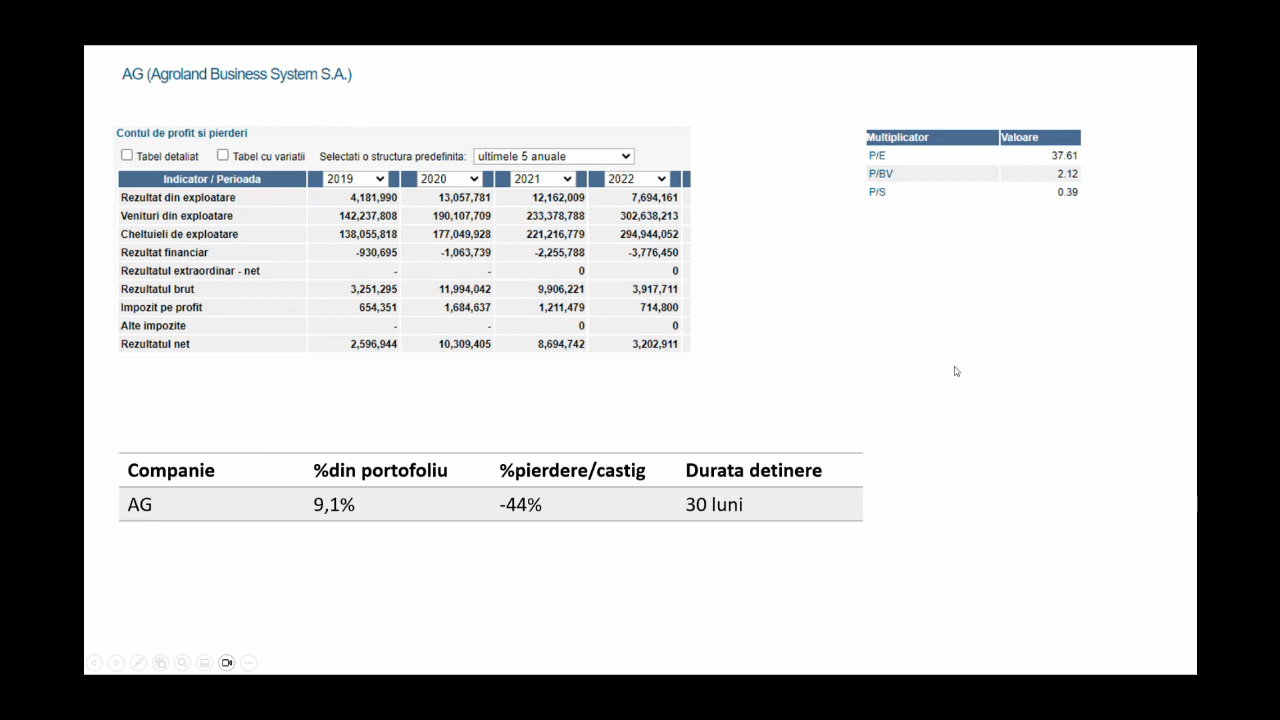 AG (Agroland Business System S.A.)
Contul de profit si pierderi
Tabel detaliat Tabel cu variatii Selectati o structura predefinita: ultimele 5 anuale
Indicator / Perioada 2019 2020 2021 2022
Rezultat din exploatare 4,181,990 13,057,781 12,162,009 7,694,161
Venituri din exploatare 142,237,808 190,107,709 233,378,788 302,638,213
Cheltuieli de exploatare 138,055,818 177,049,928 221,216,779 294,944,052
Rezultat financiar -930,695 -1,063,739 -2,255,788 -3,776,450
Rezultatul extraordinar - net - - 0 0
Rezultatul brut 3,251,295 11,994,042 9,906,221 3,917,711
Impozit pe profit 654,351 1,684,637 1,211,479 714,800
Alte impozite - - 0 0
Rezultatul net 2,596,944 10,309,405 8,694,742 3,202,911
Multiplicator Valoare
P/E 37.61
P/BV 2.12
P/S 0.39
Companie %din portofoliu %pierdere/castig Durata detinere
AG 9,1% -44% 30 luni